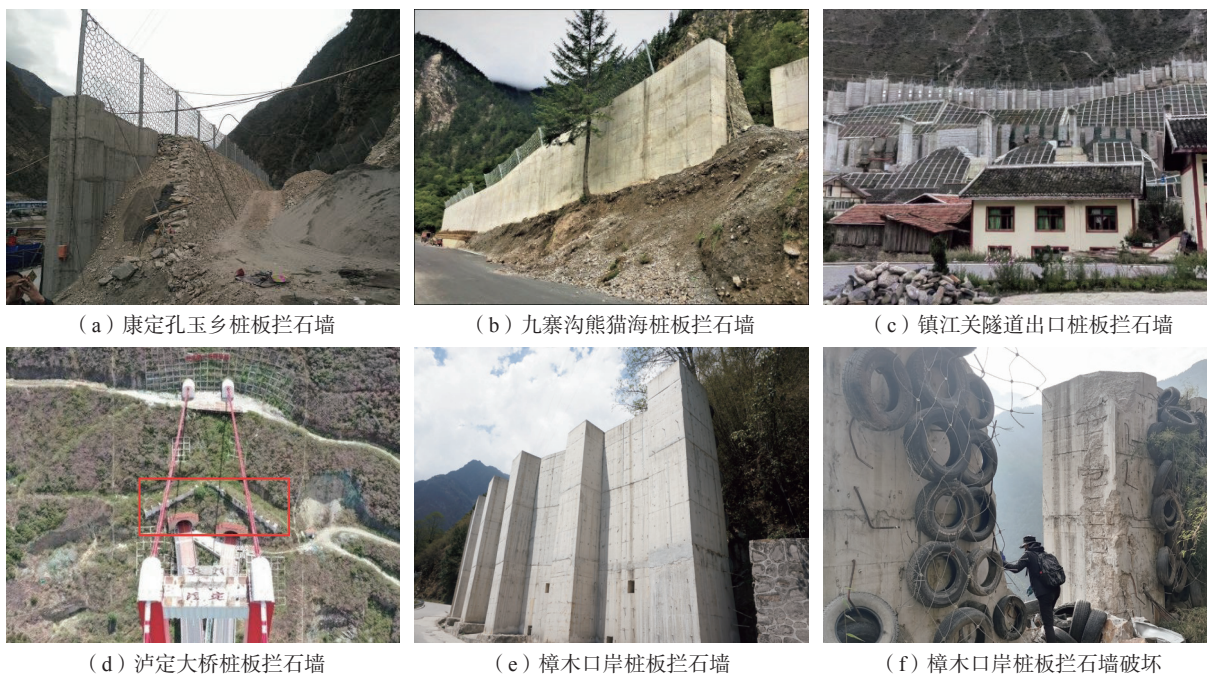 （a）康定孔玉乡桩板拦石墙
（b）九寨沟熊猫海桩板拦石墙
（c）镇江关隧道出口桩板拦石墙
（d）泸定大桥桩板拦石墙
（e）樟木口岸桩板拦石墙
（f）樟木口岸桩板拦石墙破坏